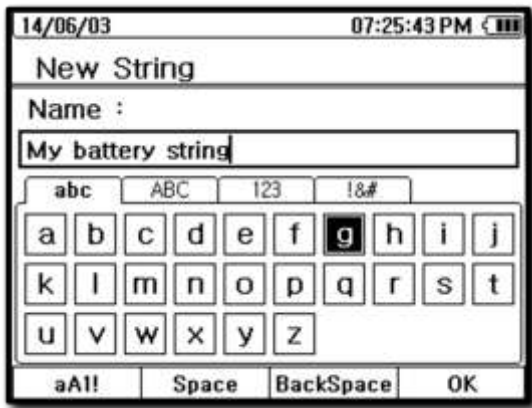 14/06/03 07:25:43 PM
New String
Name :
My battery string
abc ABC 123 !&#
a b c d e f g h i j
k l m n o p q r s t
u v w x y z
aA1! Space BackSpace OK